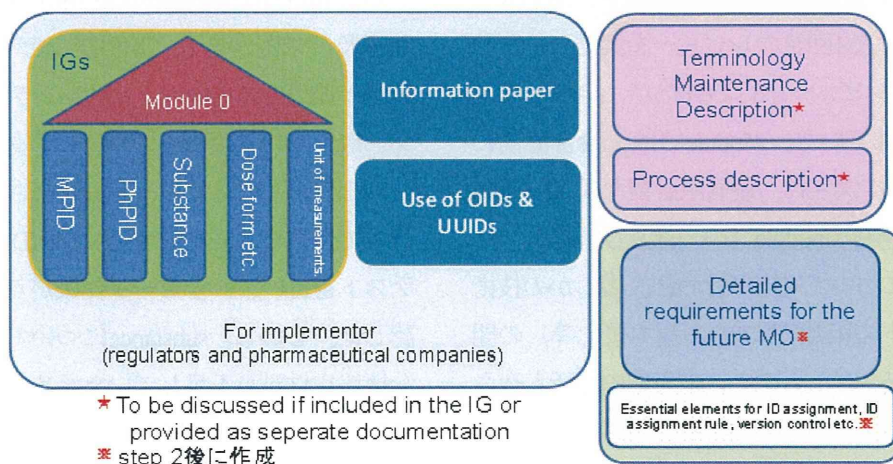 IGs
Module 0
MPID
PhPID
Substance
Dose form etc.
Unit of measurements.
Information paper
Use of OIDs &
UUIDs
For implementor
(regulators and pharmaceutical companies)
★ To be discussed if included in the IG or
provided as seperate documentation
※ step 2後に作成
Terminology
Maintenance
Description★
Process description★
Detailed
requirements for the
future MO※
Essential elements for ID assignment, ID
assignment rule, version control etc.※